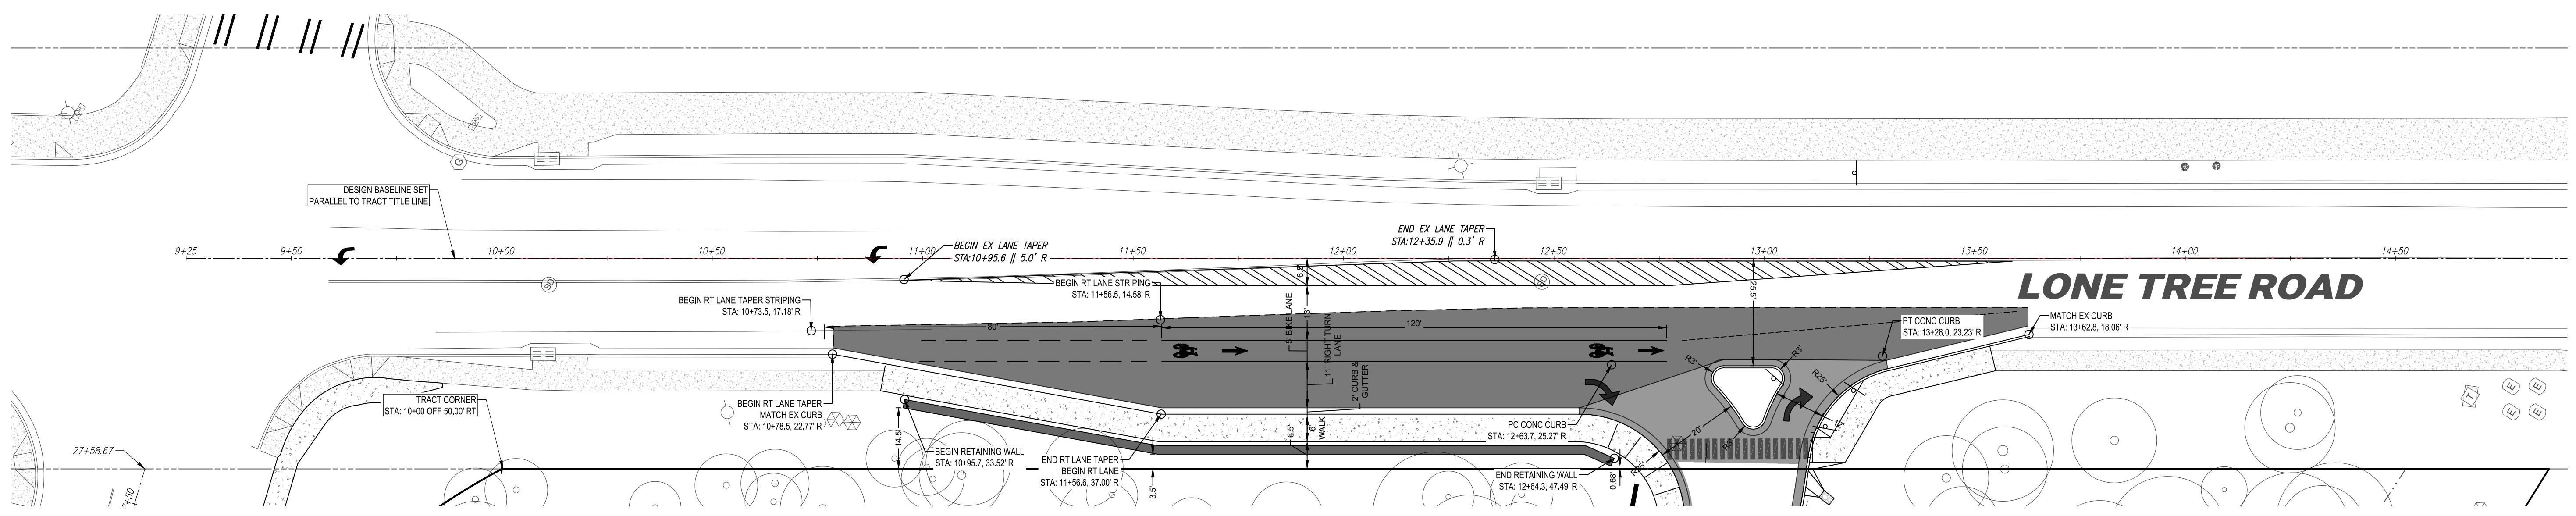 G
DESIGN BASELINE SET
PARALLEL TO TRACT TITLE LINE
9+25
9+50
10+00
10+50
11+00
11+50
12+00
12+50
13+00
13+50
14+00
14+50
BEGIN EX LANE TAPER
STA:10+95.6 || 5.0' R
END EX LANE TAPER
STA:12+35.9 || 0.3' R
SD
BEGIN RT LANE STRIPING
STA: 11+56.5, 14.58' R
BEGIN RT LANE TAPER STRIPING
STA: 10+73.5, 17.18' R
LONE TREE ROAD
80'
120'
25.5'
13'
5' BIKE LANE
11' RIGHT TURN
LANE
2' CURB &
GUTTER
6'
WALK
6.5'
PT CONC CURB
STA: 13+28.0, 23.23' R
MATCH EX CURB
STA: 13+62.8, 18.06' R
R3'
R3'
R25'
R3'
20'
TRACT CORNER
STA: 10+00 OFF 50,00' RT
BEGIN RT LANE TAPER
MATCH EX CURB
STA: 10+78.5, 22.77' R
14.5'
BEGIN RETAINING WALL
STA: 10+95.7, 33.52' R
END RT LANE TAPER
BEGIN RT LANE
STA: 11+56.6, 37.00' R
3.5'
PC CONC CURB
STA: 12+63.7, 25.27' R
END RETAINING WALL
STA: 12+64.3, 47.49' R
0.68'
27+58.67
T
E
E
E
E